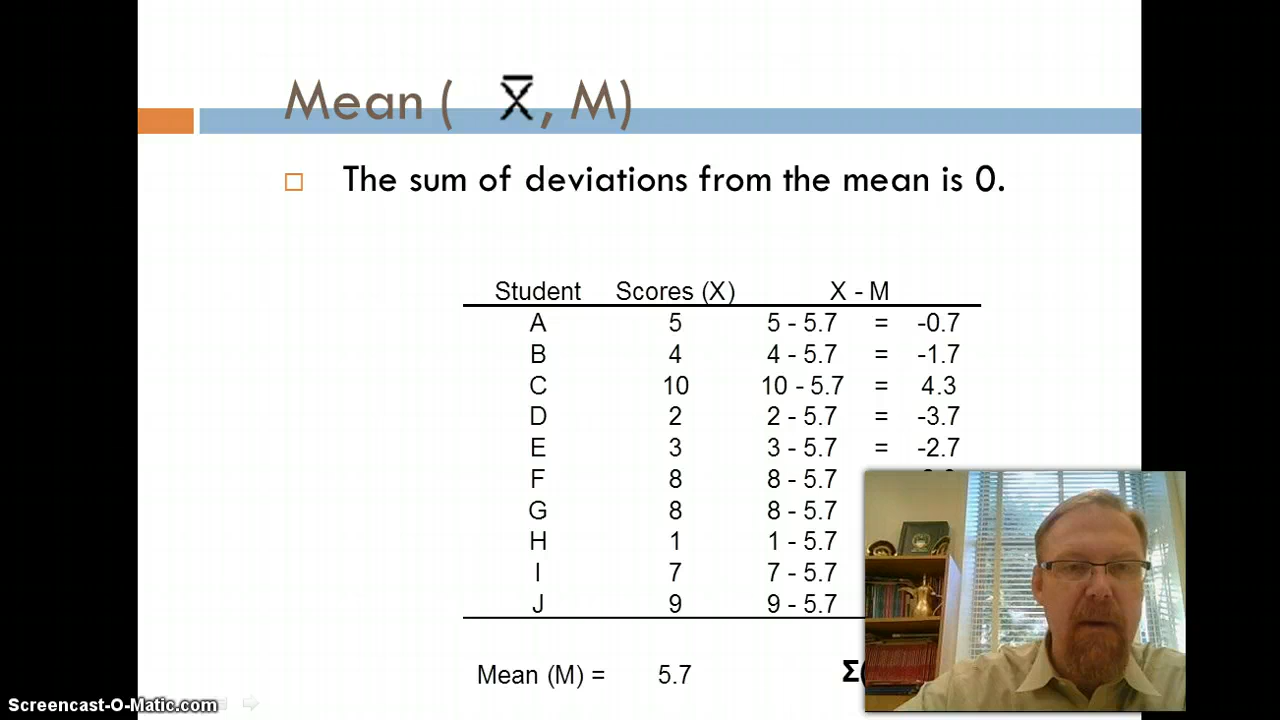 Mean ( X̅, M)
The sum of deviations from the mean is 0.
Student Scores (X) X - M
A 5 5 - 5.7 = -0.7
B 4 4 - 5.7 = -1.7
C 10 10 - 5.7 = 4.3
D 2 2 - 5.7 = -3.7
E 3 3 - 5.7 = -2.7
F 8 8 - 5.7
G 8 8 - 5.7
H 1 1 - 5.7
I 7 7 - 5.7
J 9 9 - 5.7
Mean (M) = 5.7 Σ(
Screencast-O-Matic.com